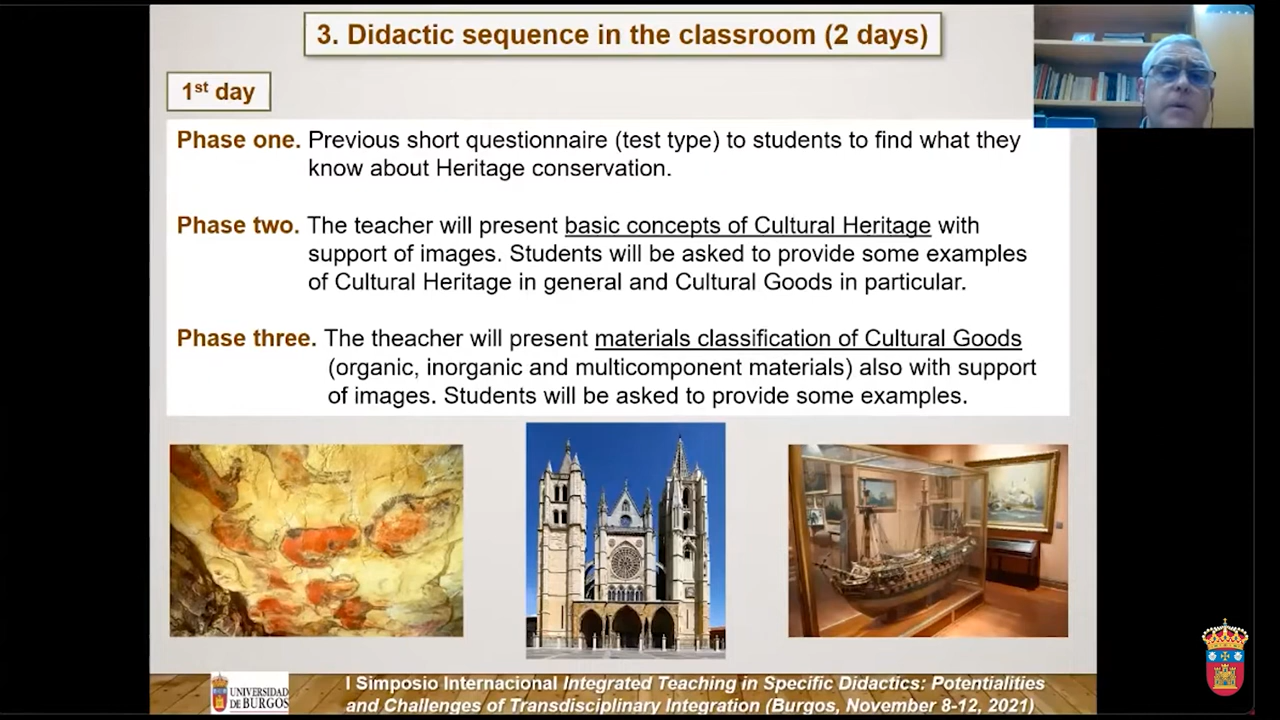 3. Didactic sequence in the classroom (2 days)
1st day
Phase one. Previous short questionnaire (test type) to students to find what they
know about Heritage conservation.
Phase two. The teacher will present basic concepts of Cultural Heritage with
support of images. Students will be asked to provide some examples
of Cultural Heritage in general and Cultural Goods in particular.
Phase three. The theacher will present materials classification of Cultural Goods
(organic, inorganic and multicomponent materials) also with support
of images. Students will be asked to provide some examples.
UNIVERSIDAD
DE BURGOS
I Simposio Internacional Integrated Teaching in Specific Didactics: Potentialities
and Challenges of Transdisciplinary Integration (Burgos, November 8-12, 2021)